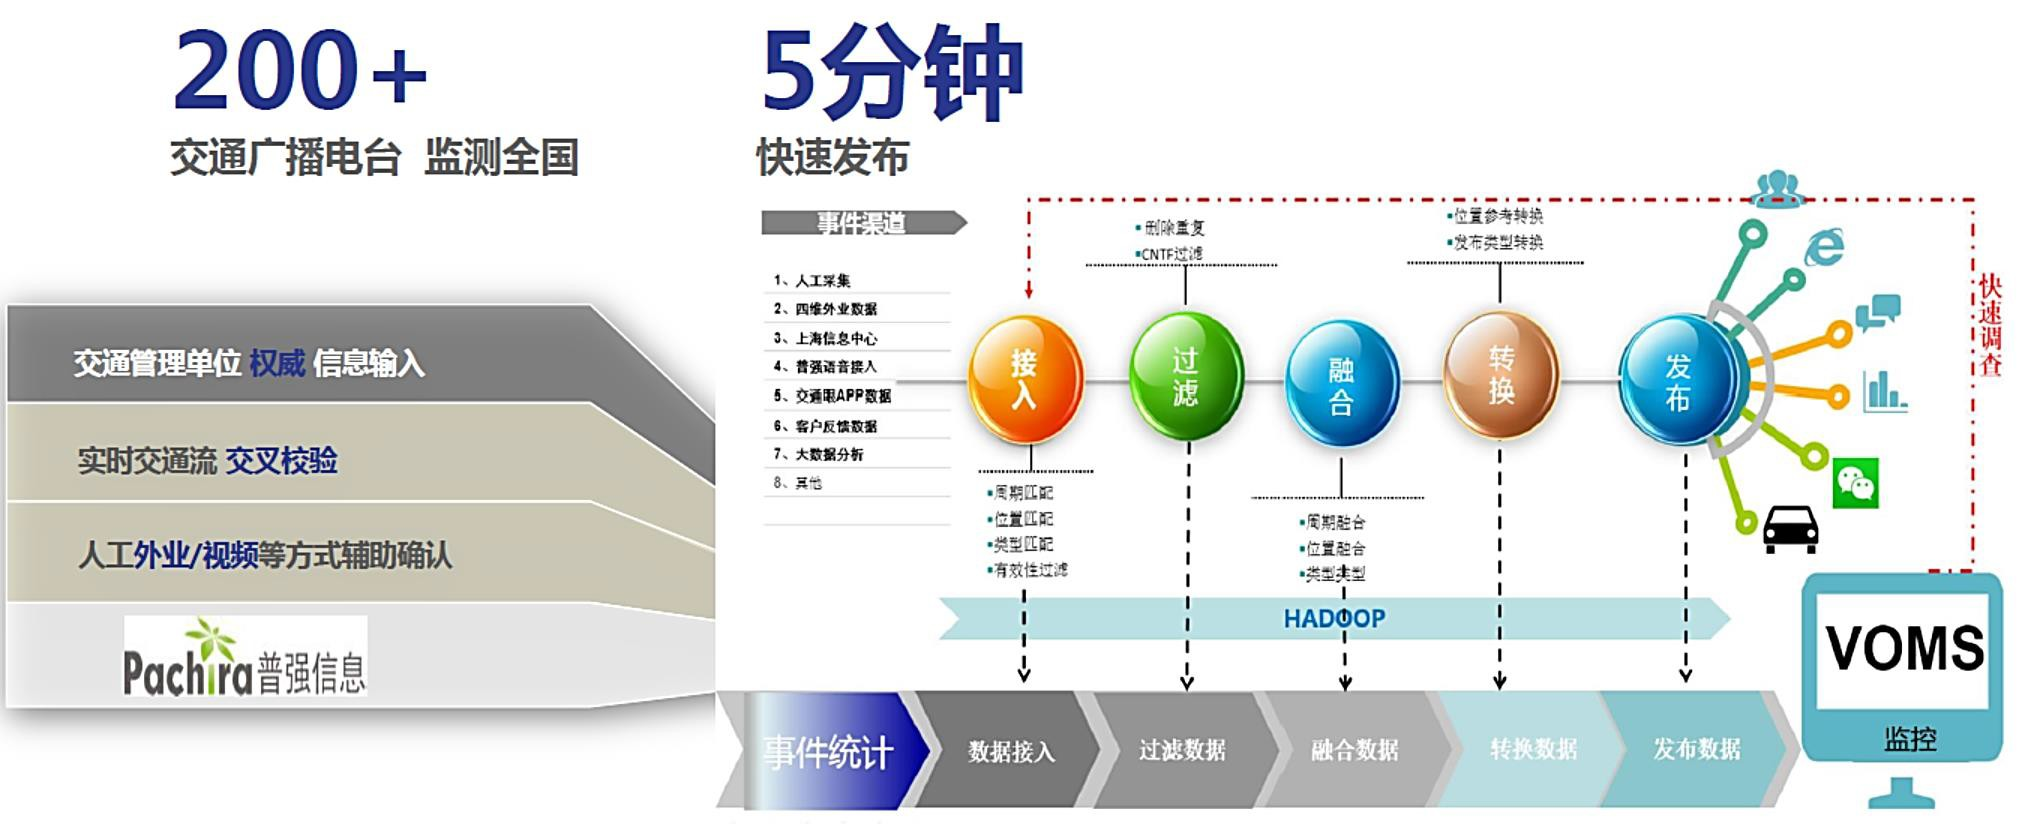 200+
交通广播电台 监测全国
交通管理单位 权威 信息输入
实时交通流 交叉校验
人工外业/视频等方式辅助确认
Pachira普强信息
5分钟
快速发布
事件渠道
1、人工采集
2、四维外业数据
3、上海信息中心
4、普强语音接入
5、交通眼APP数据
6、客户反馈数据
7、大数据分析
8、其他
▪删除重复
▪CNTF过滤
▪位置参考转换
▪发布类型转换
接入
过滤
融合
转换
发布
▪周期匹配
▪位置匹配
▪类型匹配
▪有效性过滤
▪周期融合
▪位置融合
▪类型类型
快速调查
HADOOP
VOMS
监控
事件统计
数据接入
过滤数据
融合数据
转换数据
发布数据